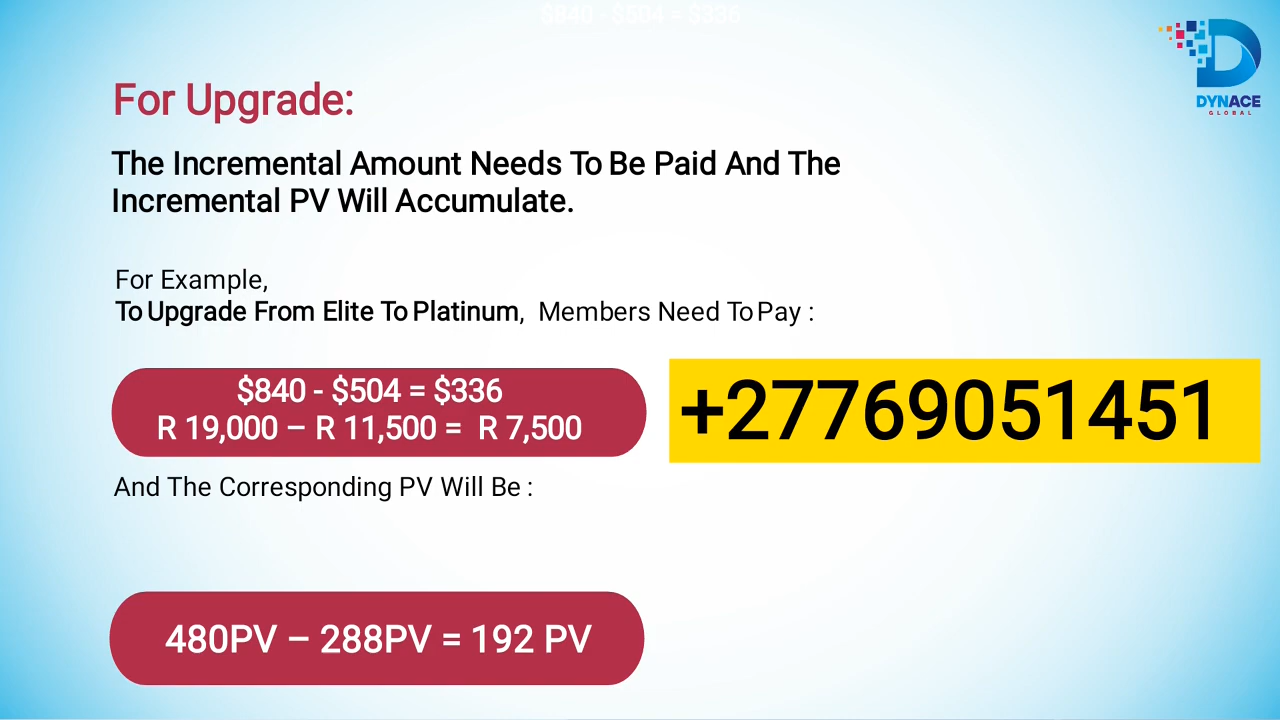 $840 - $504 = $336
DYNACE
GLOBAL
For Upgrade:
The Incremental Amount Needs To Be Paid And The
Incremental PV Will Accumulate.
For Example,
To Upgrade From Elite To Platinum, Members Need To Pay :
$840 - $504 = $336
R 19,000 – R 11,500 = R 7,500
+27769051451
And The Corresponding PV Will Be :
480PV – 288PV = 192 PV